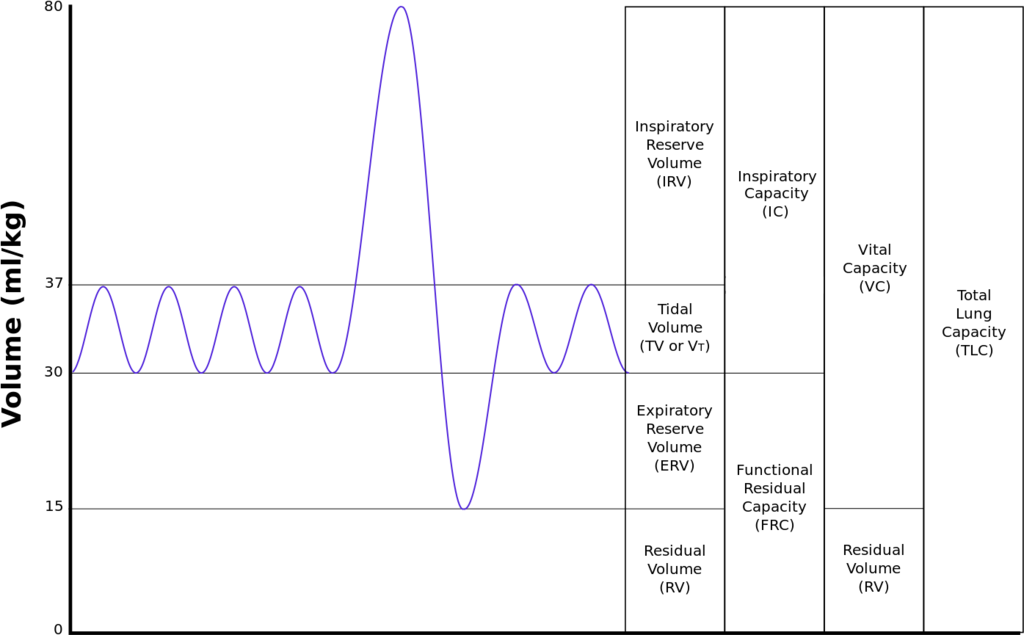 80
37
30
15
0
Volume (ml/kg)
Inspiratory
Reserve
Volume
(IRV)
Tidal
Volume
(TV or VT)
Expiratory
Reserve
Volume
(ERV)
Residual
Volume
(RV)
Inspiratory
Capacity
(IC)
Functional
Residual
Capacity
(FRC)
Vital
Capacity
(VC)
Residual
Volume
(RV)
Total
Lung
Capacity
(TLC)